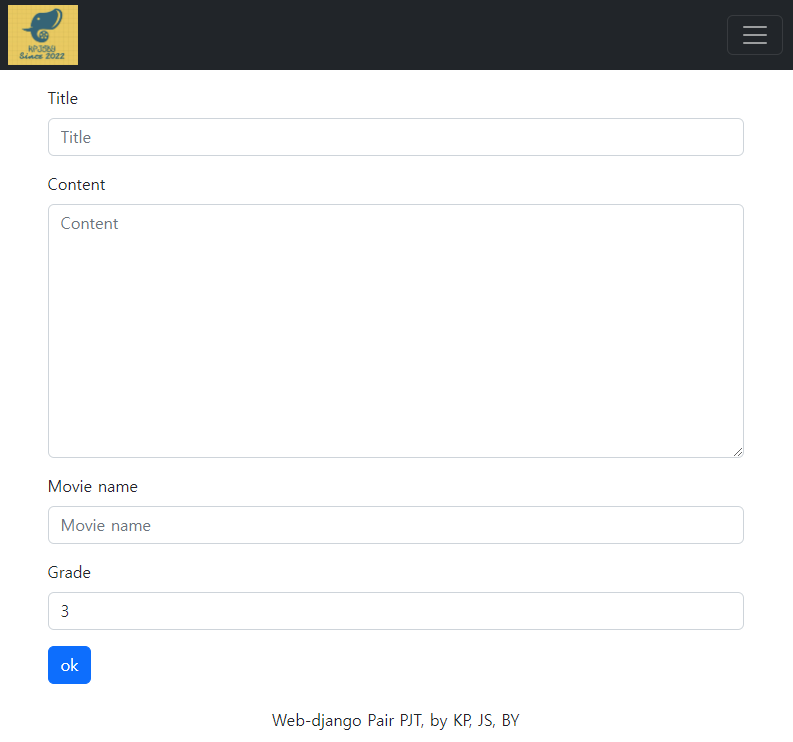 KPJSBB
Since 2022
Title
Title
Content
Content
Movie name
Movie name
Grade
3
ok
Web-django Pair PJT, by KP, JS, BY